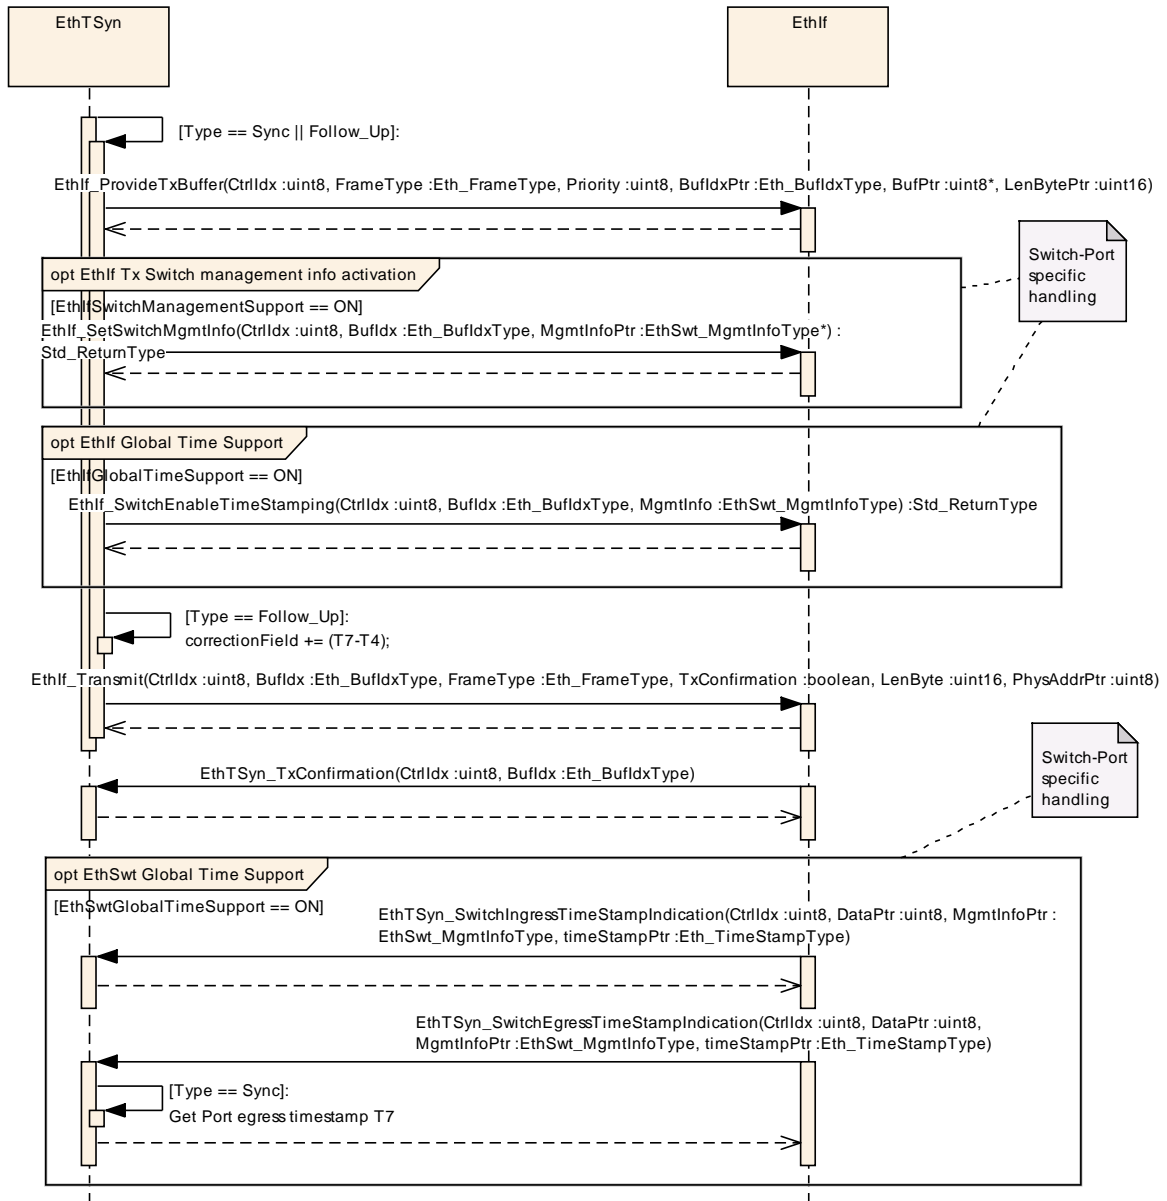 EthTSyn
EthIf
[Type == Sync || Follow_Up]:
EthIf_ProvideTxBuffer(CtrlIdx :uint8, FrameType :Eth_FrameType, Priority :uint8, BufIdxPtr :Eth_BufIdxType, BufPtr :uint8*, LenBytePtr :uint16)
Switch-Port
specific
handling
opt EthIf Tx Switch management info activation
[EthIfSwitchManagementSupport == ON]
EthIf_SetSwitchMgmtInfo(CtrlIdx :uint8, BufIdx :Eth_BufIdxType, MgmtInfoPtr :EthSwt_MgmtInfoType*) :
Std_ReturnType
opt EthIf Global Time Support
[EthIfGlobalTimeSupport == ON]
EthIf_SwitchEnableTimeStamping(CtrlIdx :uint8, BufIdx :Eth_BufIdxType, MgmtInfo :EthSwt_MgmtInfoType) :Std_ReturnType
[Type == Follow_Up]:
correctionField += (T7-T4);
EthIf_Transmit(CtrlIdx :uint8, BufIdx :Eth_BufIdxType, FrameType :Eth_FrameType, TxConfirmation :boolean, LenByte :uint16, PhysAddrPtr :uint8)
Switch-Port
specific
handling
EthTSyn_TxConfirmation(CtrlIdx :uint8, BufIdx :Eth_BufIdxType)
opt EthSwt Global Time Support
[EthSwtGlobalTimeSupport == ON]
EthTSyn_SwitchIngressTimeStampIndication(CtrlIdx :uint8, DataPtr :uint8, MgmtInfoPtr :
EthSwt_MgmtInfoType, timeStampPtr :Eth_TimeStampType)
EthTSyn_SwitchEgressTimeStampIndication(CtrlIdx :uint8, DataPtr :uint8,
MgmtInfoPtr :EthSwt_MgmtInfoType, timeStampPtr :Eth_TimeStampType)
[Type == Sync]:
Get Port egress timestamp T7